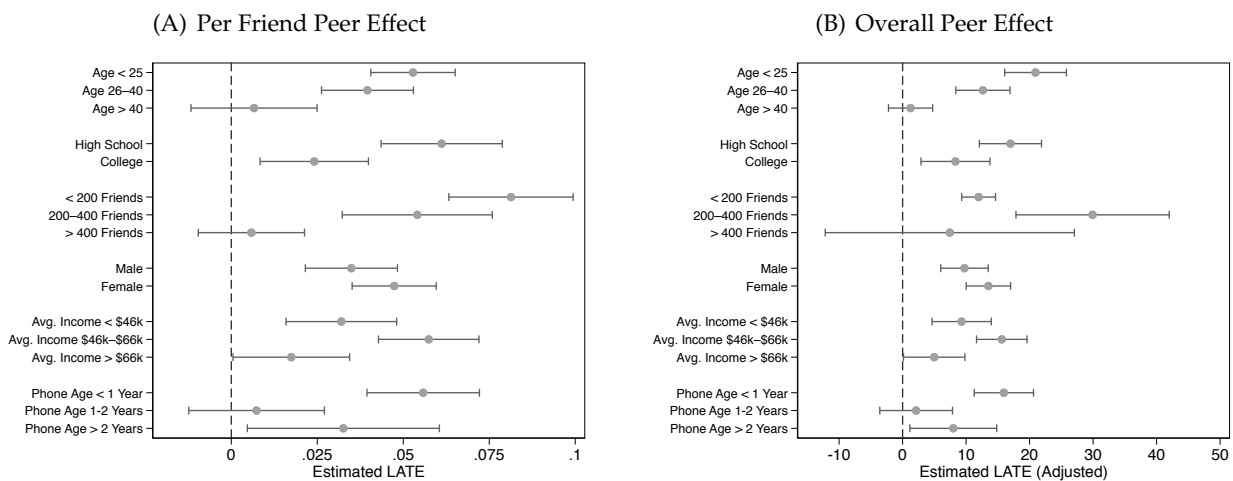 (A) Per Friend Peer Effect
Age < 25
Age 26–40
Age > 40
High School
College
< 200 Friends
200–400 Friends
> 400 Friends
Male
Female
Avg. Income < $46k
Avg. Income $46k–$66k
Avg. Income > $66k
Phone Age < 1 Year
Phone Age 1-2 Years
Phone Age > 2 Years
0 .025 .05 .075 .1
Estimated LATE
(B) Overall Peer Effect
Age < 25
Age 26–40
Age > 40
High School
College
< 200 Friends
200–400 Friends
> 400 Friends
Male
Female
Avg. Income < $46k
Avg. Income $46k–$66k
Avg. Income > $66k
Phone Age < 1 Year
Phone Age 1-2 Years
Phone Age > 2 Years
-10 0 10 20 30 40 50
Estimated LATE (Adjusted)